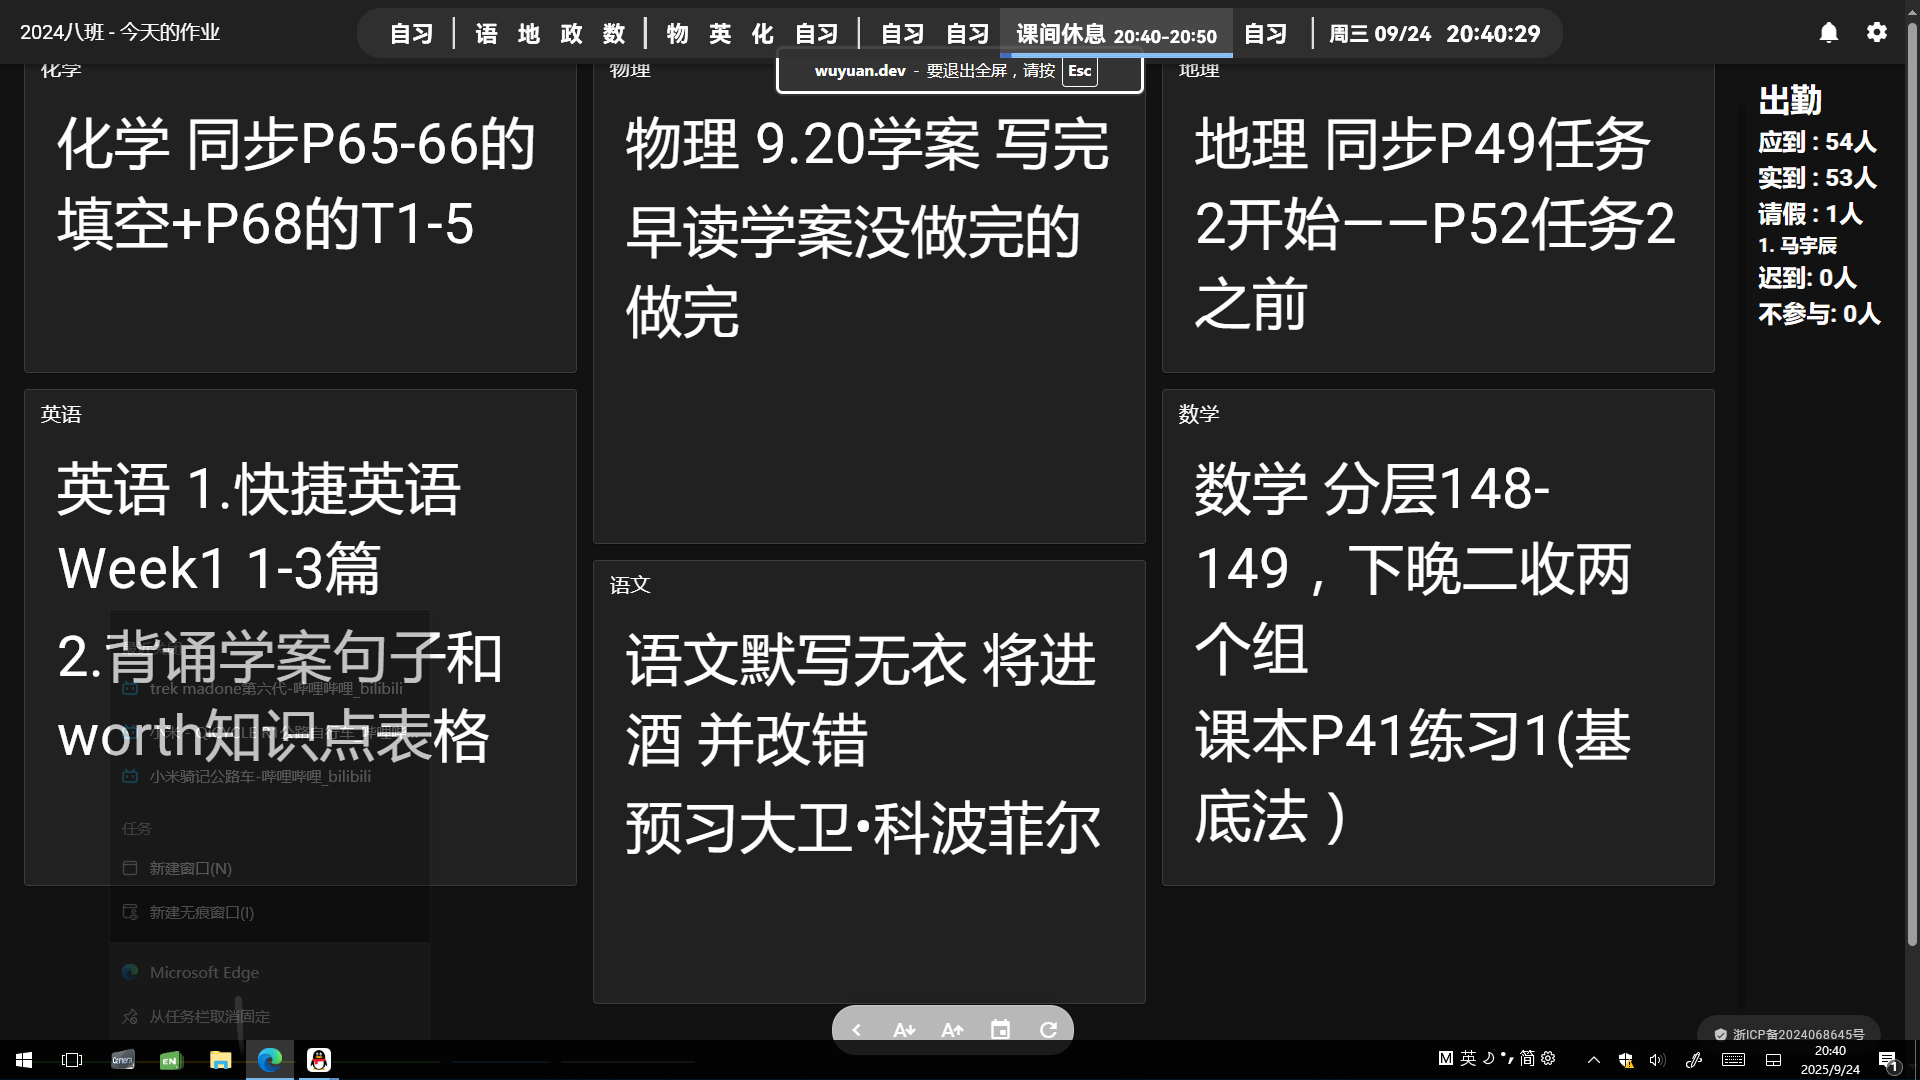 2024八班 - 今天的作业
自习 | 语 地 政 数 | 物 英 化 自习 | 自习 自习 课间休息 20:40-20:50 自习 | 周三 09/24 20:40:29
wuyuan.dev - 要退出全屏，请按 Esc
化学
化学 同步P65-66的
填空+P68的T1-5
物理
物理 9.20学案 写完
早读学案没做完的
做完
地理
地理 同步P49任务
2开始——P52任务2
之前
出勤
应到 : 54人
实到 : 53人
请假 : 1人
1. 马宇辰
迟到: 0人
不参与: 0人
英语
英语 1.快捷英语
Week1 1-3篇
2.背诵学案句子和
worth知识点表格
语文
语文默写无衣 将进
酒 并改错
预习大卫•科波菲尔
数学
数学 分层148-
149，下晚二收两
个组
课本P41练习1(基
底法）
trek madone第六代-哔哩哔哩_bilibili
小米骑记公路车-哔哩哔哩_bilibili
任务
新建窗口(N)
新建无痕窗口(I)
Microsoft Edge
从任务栏取消固定
浙ICP备2024068645号
EN
M 英 简
20:40
2025/9/24
1